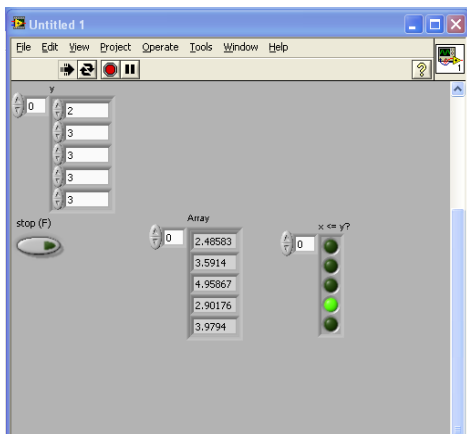 Untitled 1
File Edit View Project Operate Tools Window Help
?
1
y
0
2
3
3
3
3
stop (F)
Array
0
2.48583
3.5914
4.95867
2.90176
3.9794
x <= y?
0